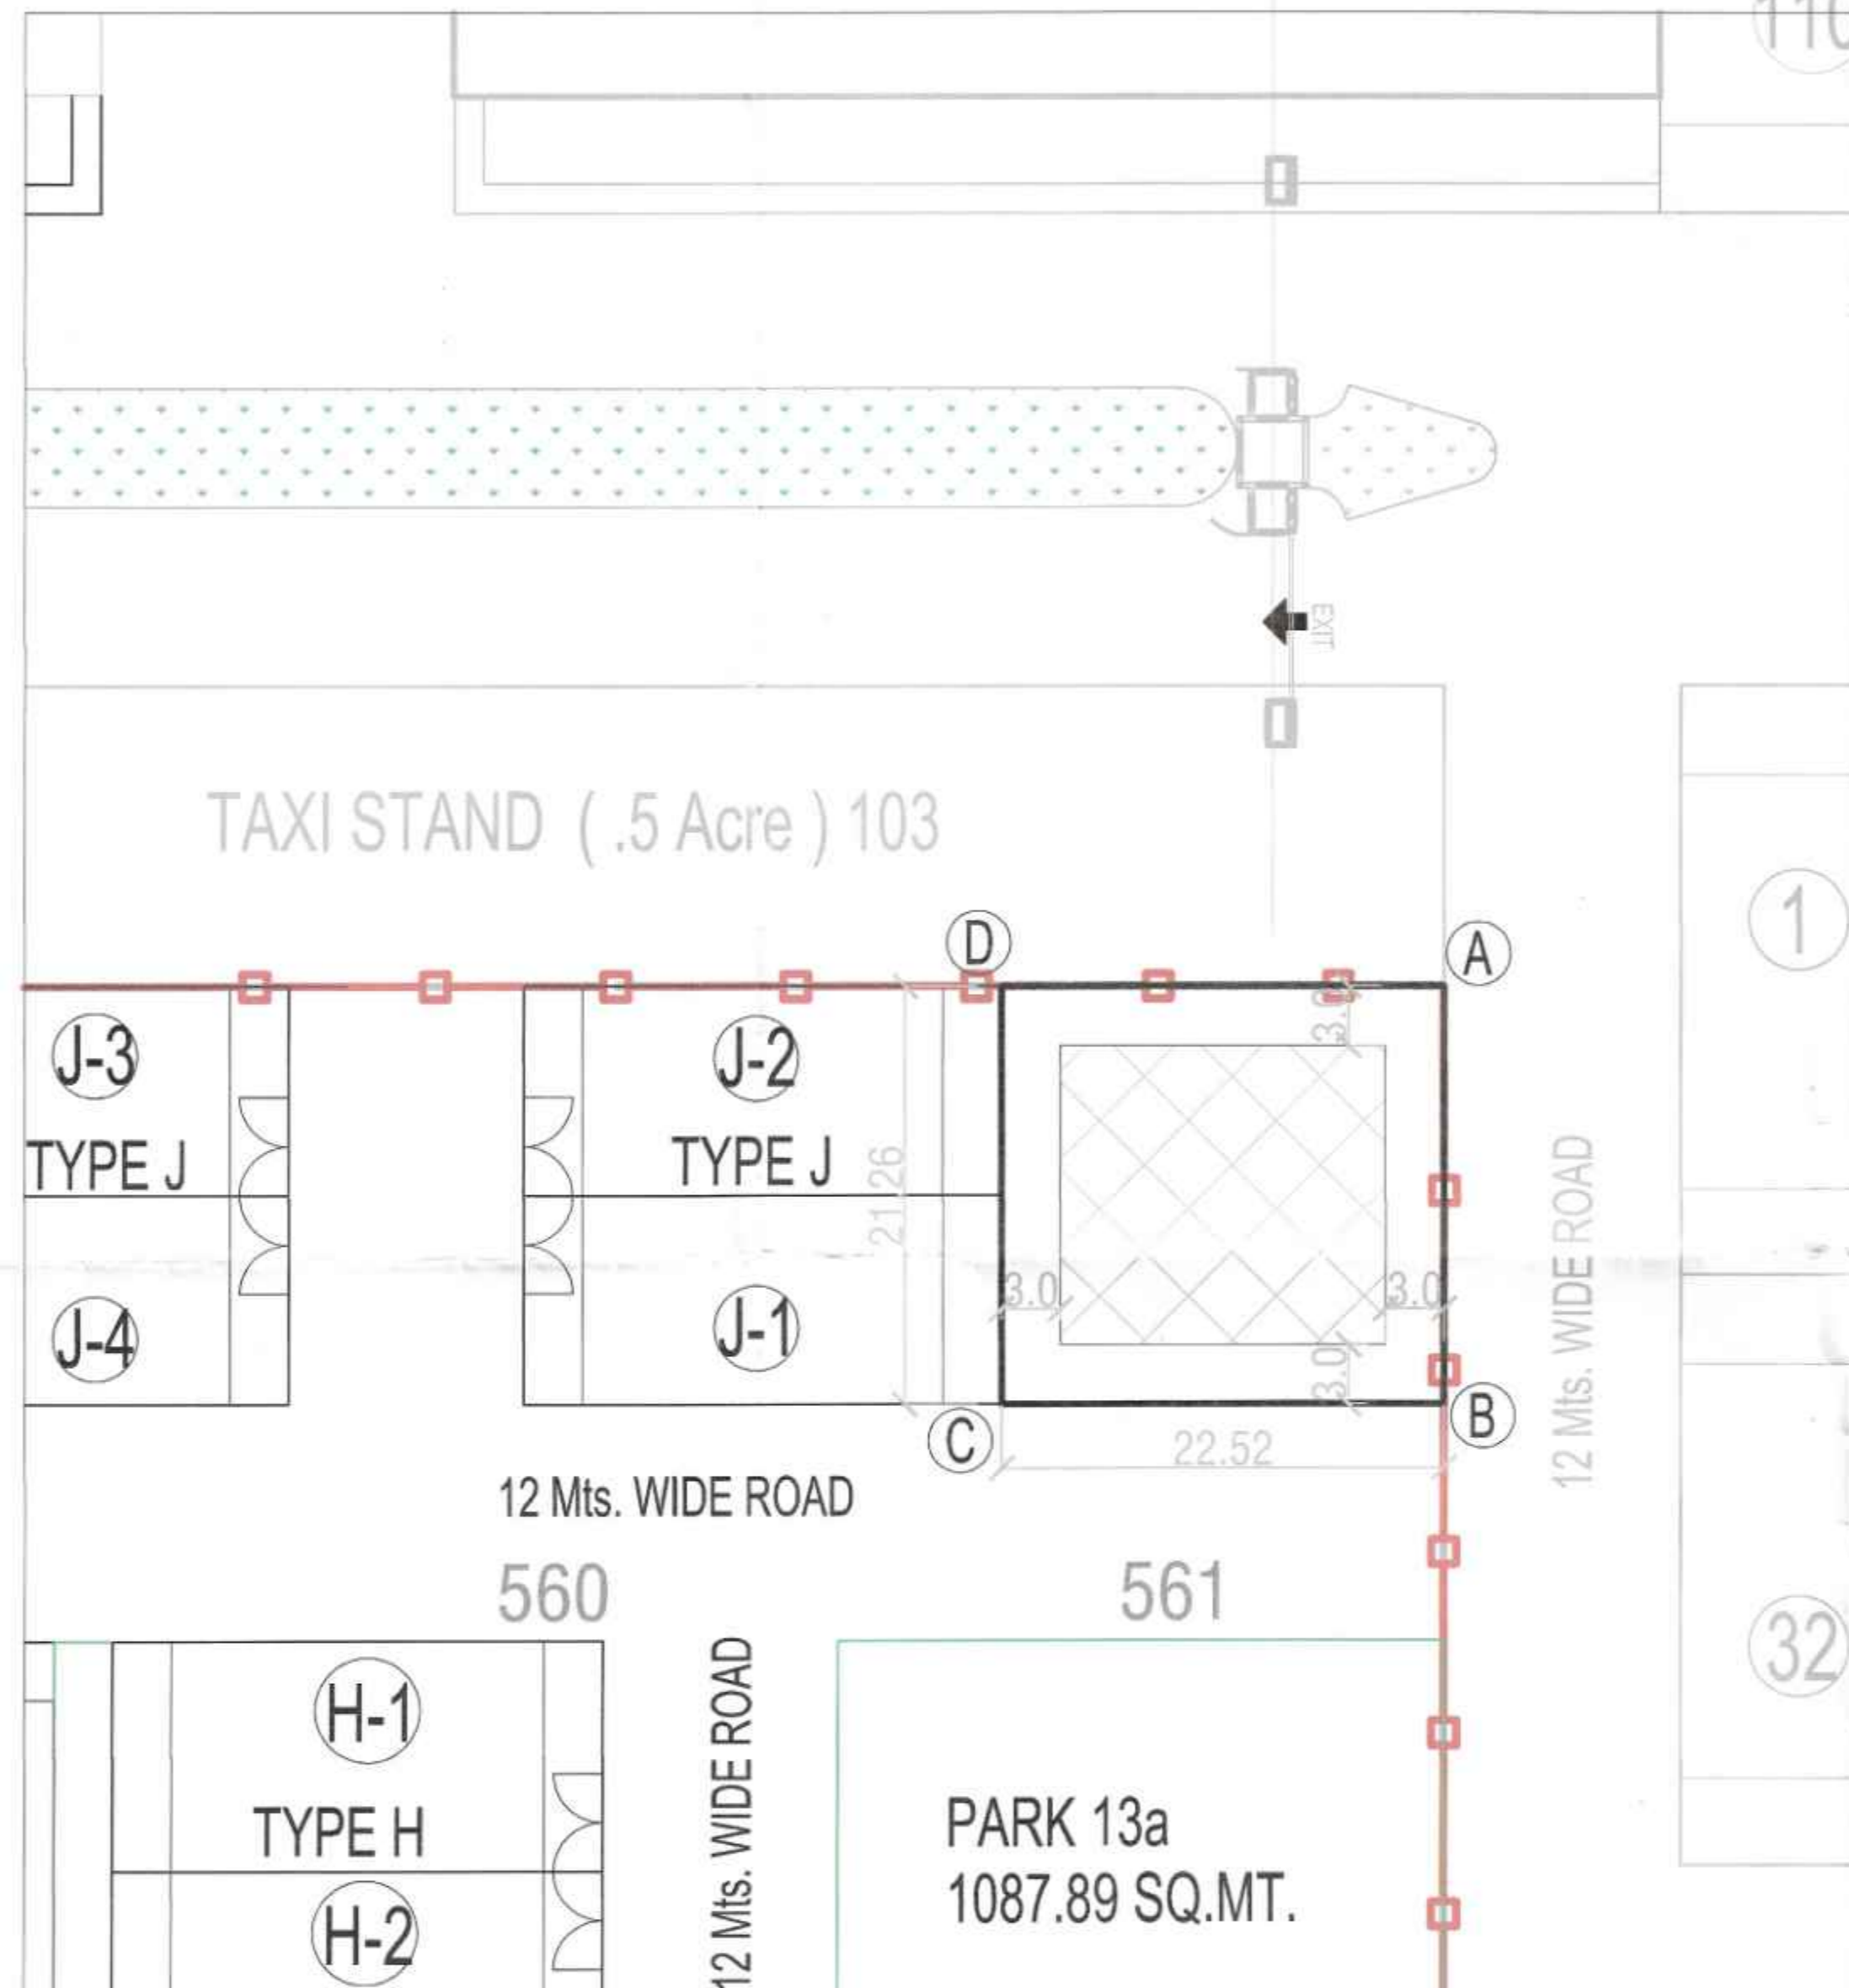 110
EXIT
TAXI STAND ( .5 Acre ) 103
1
D
A
J-3
J-2
3.0
TYPE J
TYPE J
21.26
12 Mts. WIDE ROAD
3.0
3.0
J-4
J-1
3.0
C
B
22.52
12 Mts. WIDE ROAD
560
561
32
H-1
12 Mts. WIDE ROAD
TYPE H
PARK 13a
1087.89 SQ.MT.
H-2